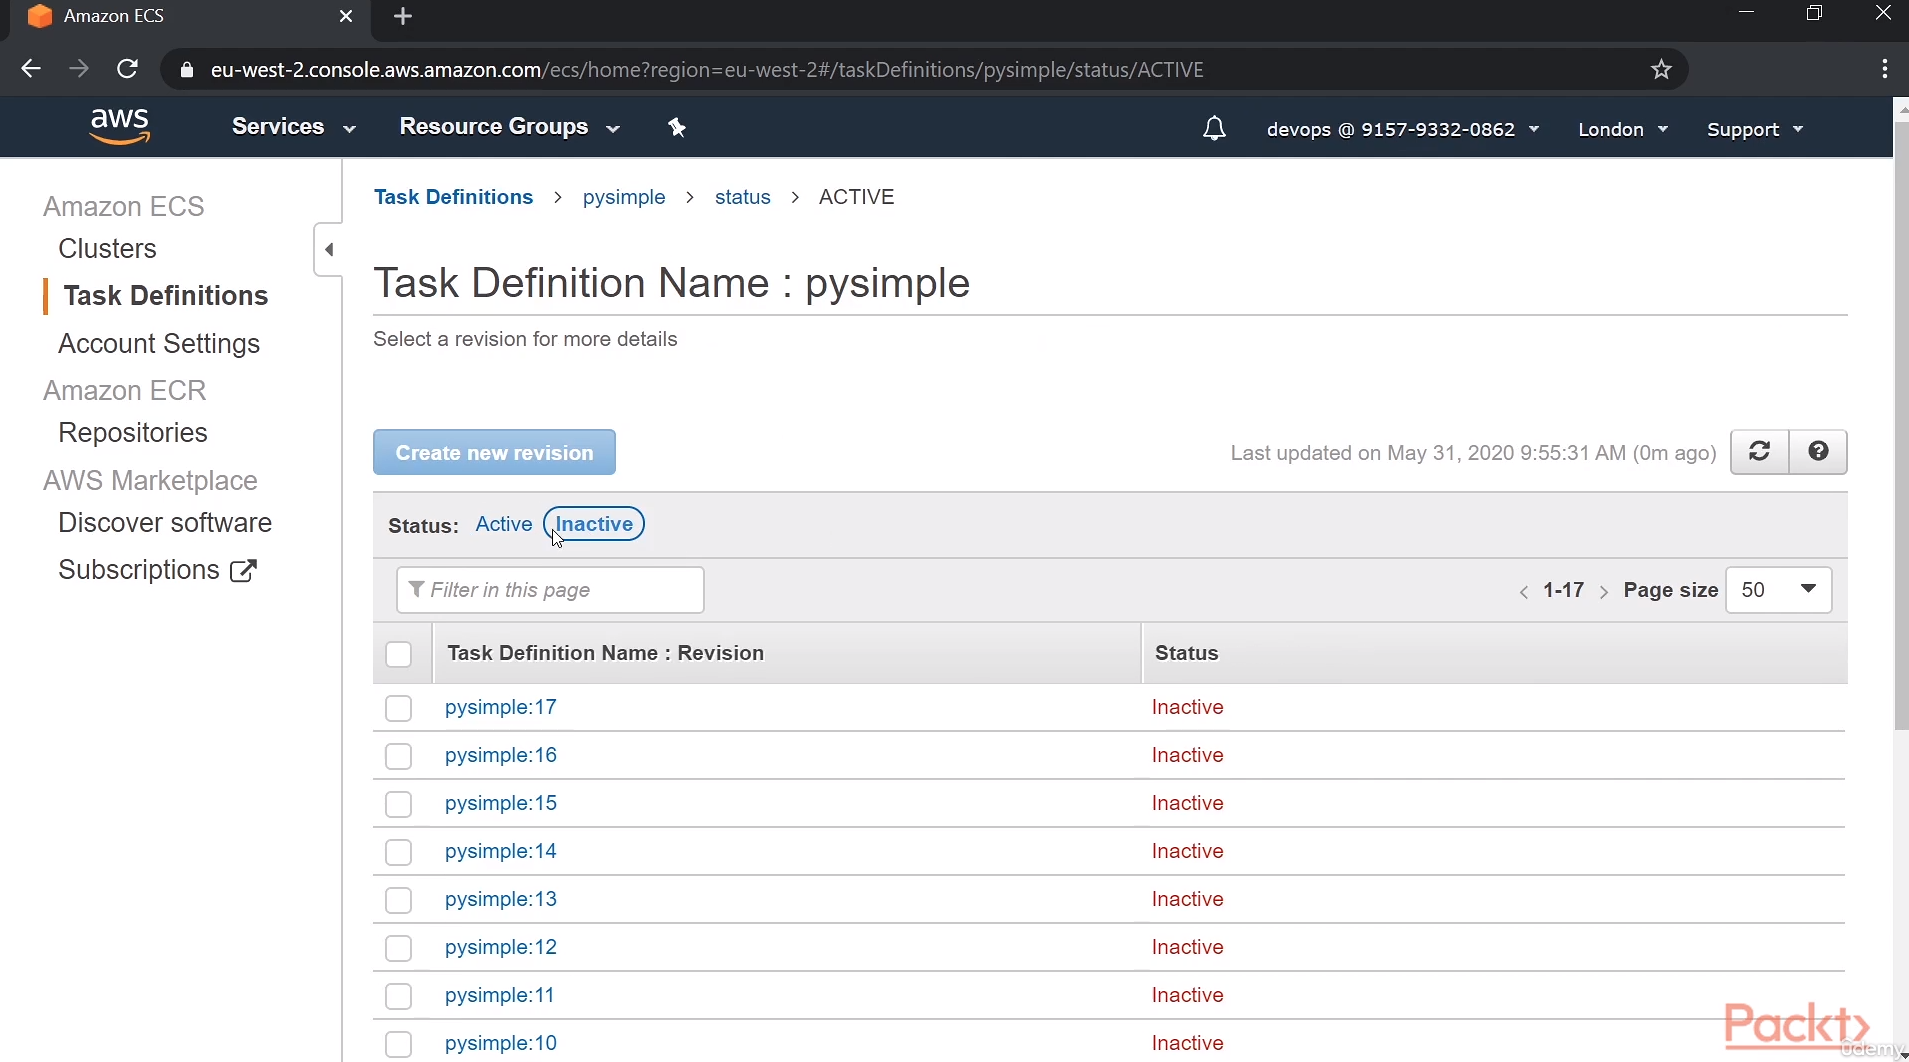 Amazon ECS
eu-west-2.console.aws.amazon.com/ecs/home?region=eu-west-2#/taskDefinitions/pysimple/status/ACTIVE
aws Services Resource Groups devops @ 9157-9332-0862 London Support
Amazon ECS
Clusters
Task Definitions
Account Settings
Amazon ECR
Repositories
AWS Marketplace
Discover software
Subscriptions
Task Definitions > pysimple > status > ACTIVE
Task Definition Name : pysimple
Select a revision for more details
Create new revision
Last updated on May 31, 2020 9:55:31 AM (0m ago)
Status: Active Inactive
Filter in this page
< 1-17 > Page size 50
Task Definition Name : Revision Status
pysimple:17 Inactive
pysimple:16 Inactive
pysimple:15 Inactive
pysimple:14 Inactive
pysimple:13 Inactive
pysimple:12 Inactive
pysimple:11 Inactive
pysimple:10 Inactive
Packt>
Udemy